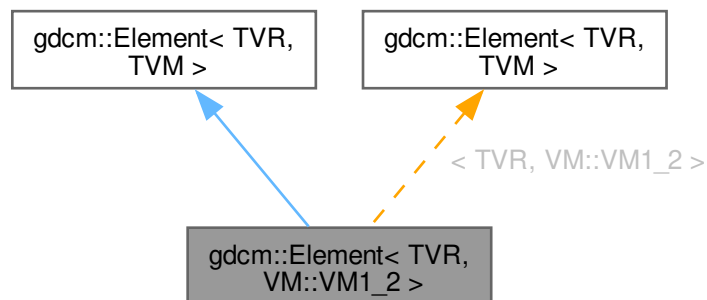 gdcm::Element< TVR,
TVM >
gdcm::Element< TVR,
TVM >
< TVR, VM::VM1_2 >
gdcm::Element< TVR,
VM::VM1_2 >